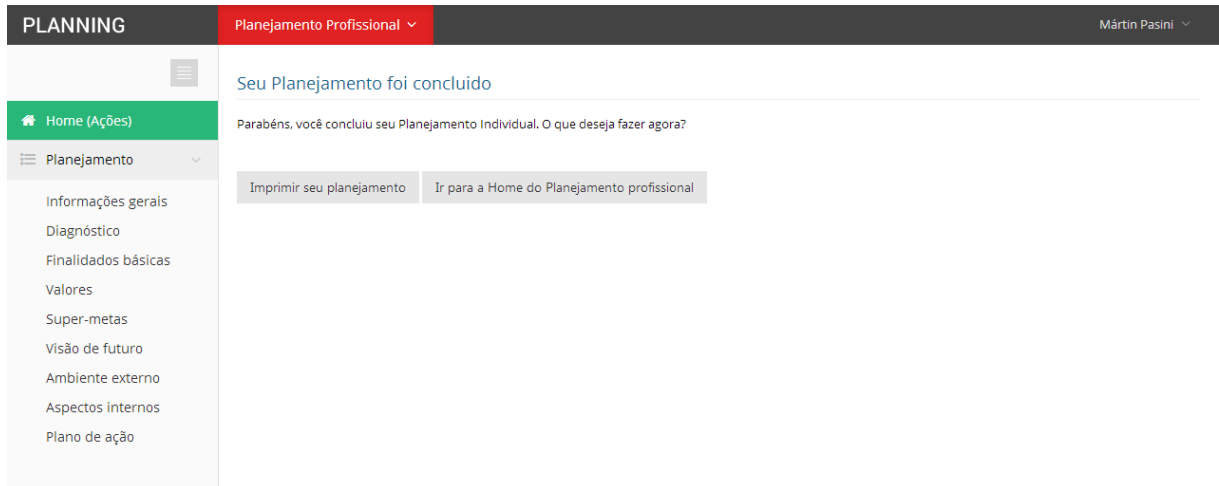 PLANNING
Planejamento Profissional
Mártin Pasini
Home (Ações)
Planejamento
Informações gerais
Diagnóstico
Finalidados básicas
Valores
Super-metas
Visão de futuro
Ambiente externo
Aspectos internos
Plano de ação
Seu Planejamento foi concluido
Parabéns, você concluiu seu Planejamento Individual. O que deseja fazer agora?
Imprimir seu planejamento
Ir para a Home do Planejamento profissional